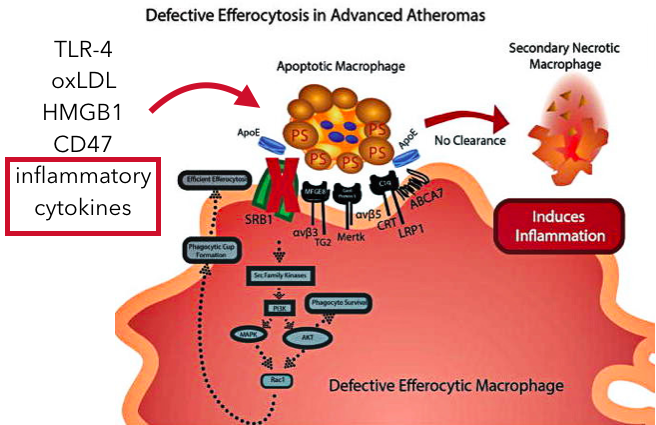 Defective Efferocytosis in Advanced Atheromas
TLR-4
oxLDL
HMGB1
CD47
inflammatory
cytokines
Apoptotic Macrophage
Secondary Necrotic
Macrophage
ApoE
PS
PS
PS
PS
PS
ApoE
No Clearance
Efficient Efferocytosis
SRB1
MFGE8
αvβ3
TG2
Mertk
αvβ5
C1q
CRT
LRP1
ABCA7
Induces
Inflammation
Phagocytic Cup
Formation
Src Family Kinases
PI3K
Phagocyte Survival
MAPK
AKT
Rac1
Defective Efferocytic Macrophage